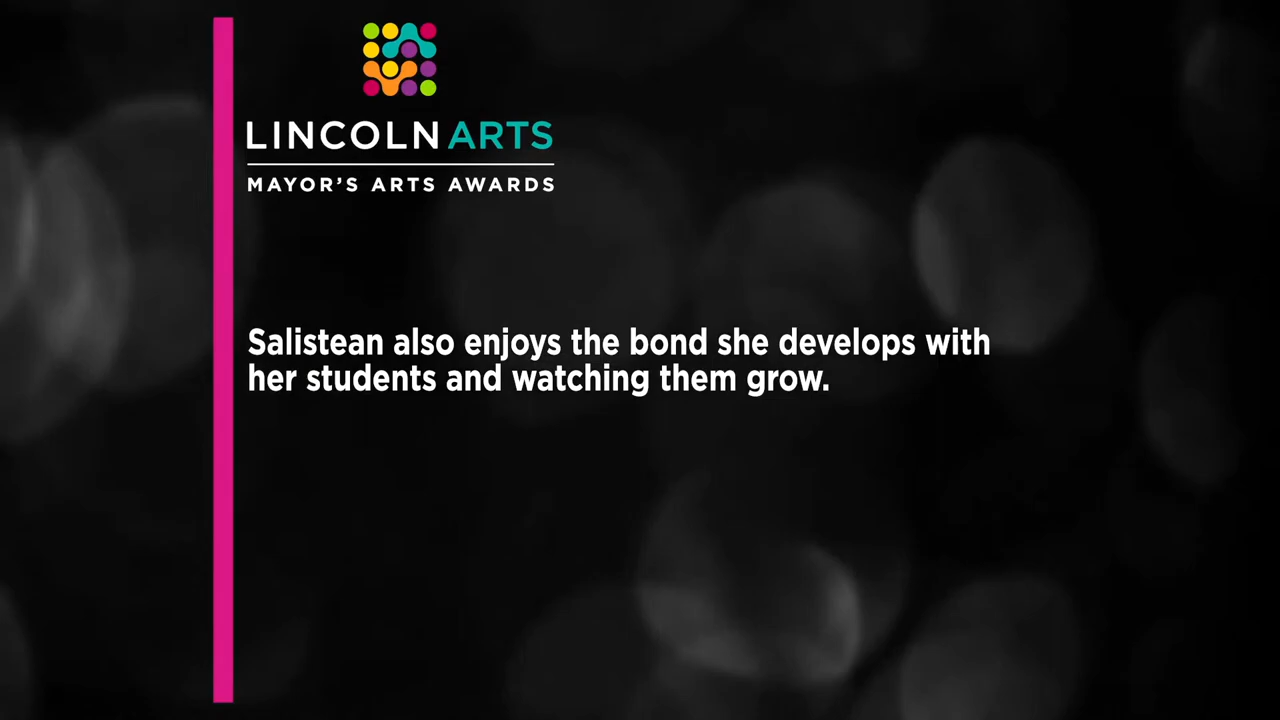 LINCOLN ARTS
MAYOR'S ARTS AWARDS
Salistean also enjoys the bond she develops with
her students and watching them grow.